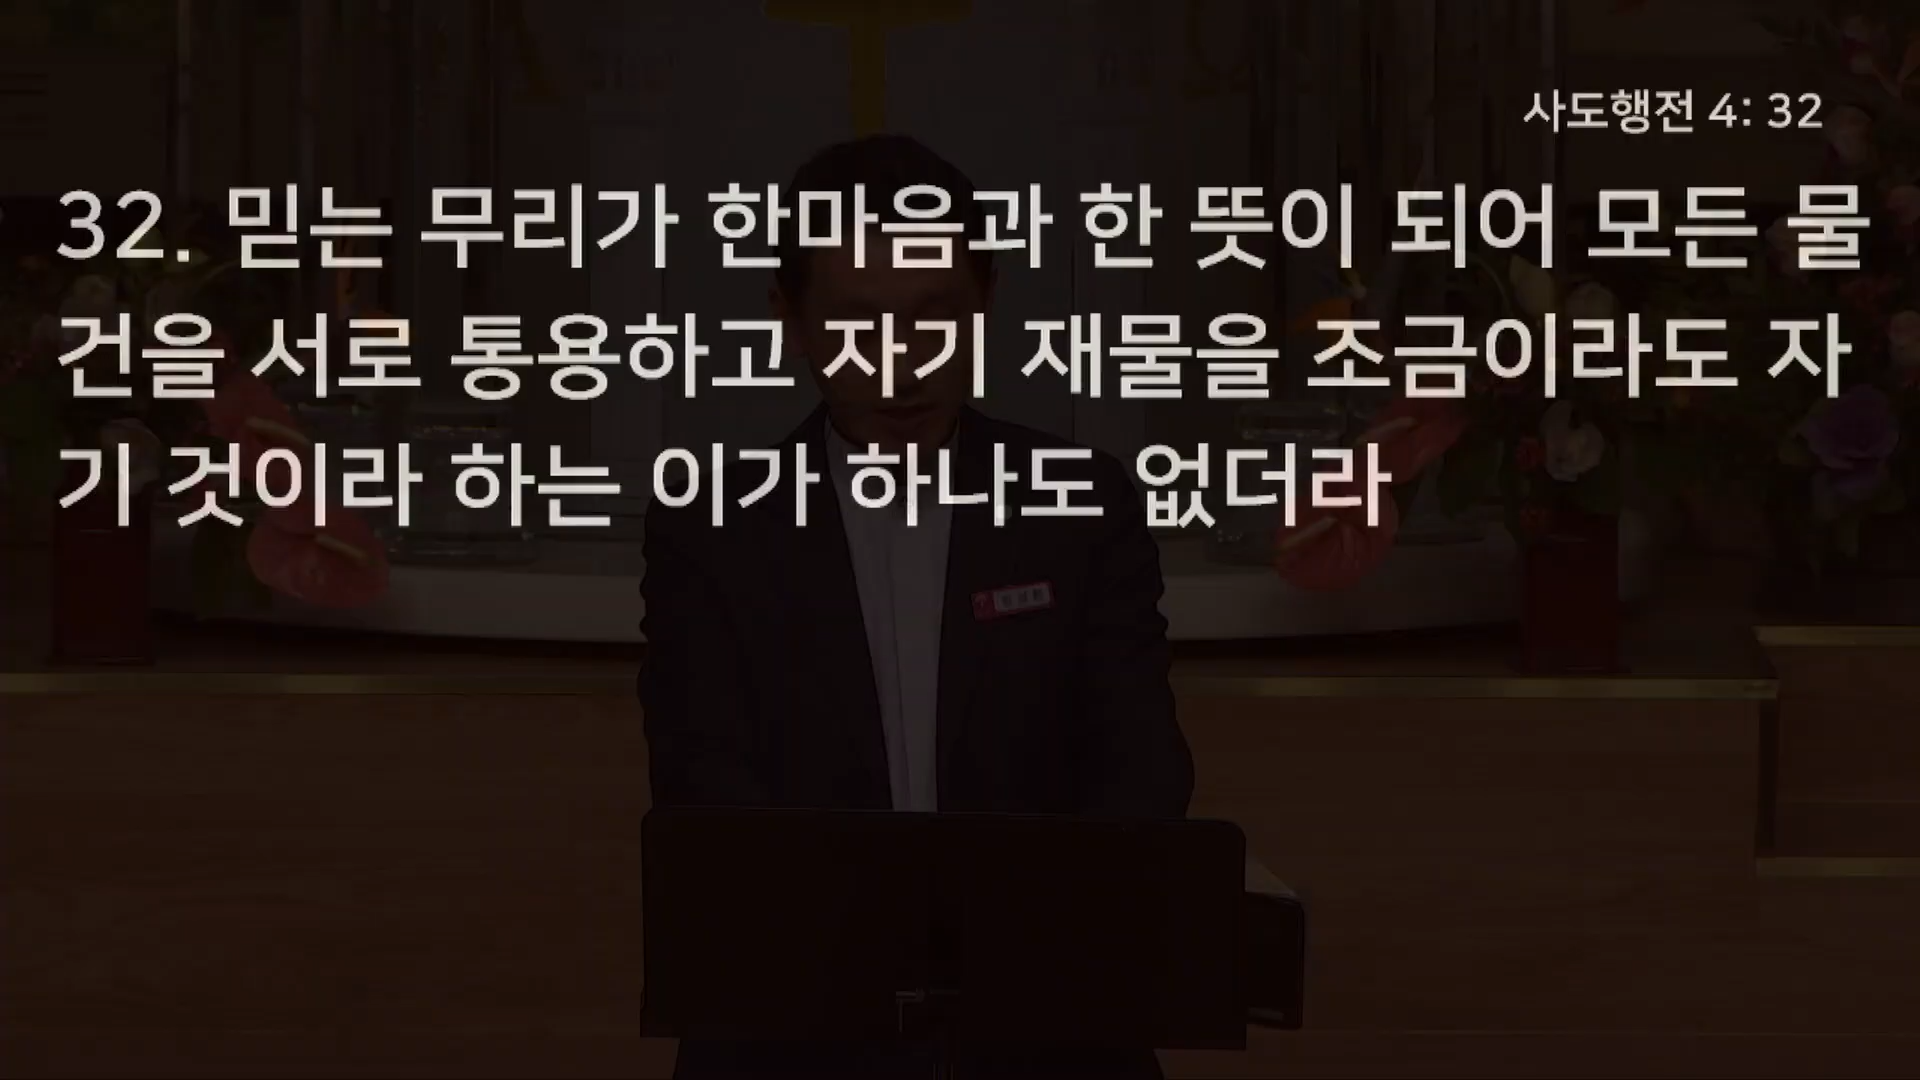 사도행전 4: 32
32. 믿는 무리가 한마음과 한 뜻이 되어 모든 물
건을 서로 통용하고 자기 재물을 조금이라도 자
기 것이라 하는 이가 하나도 없더라